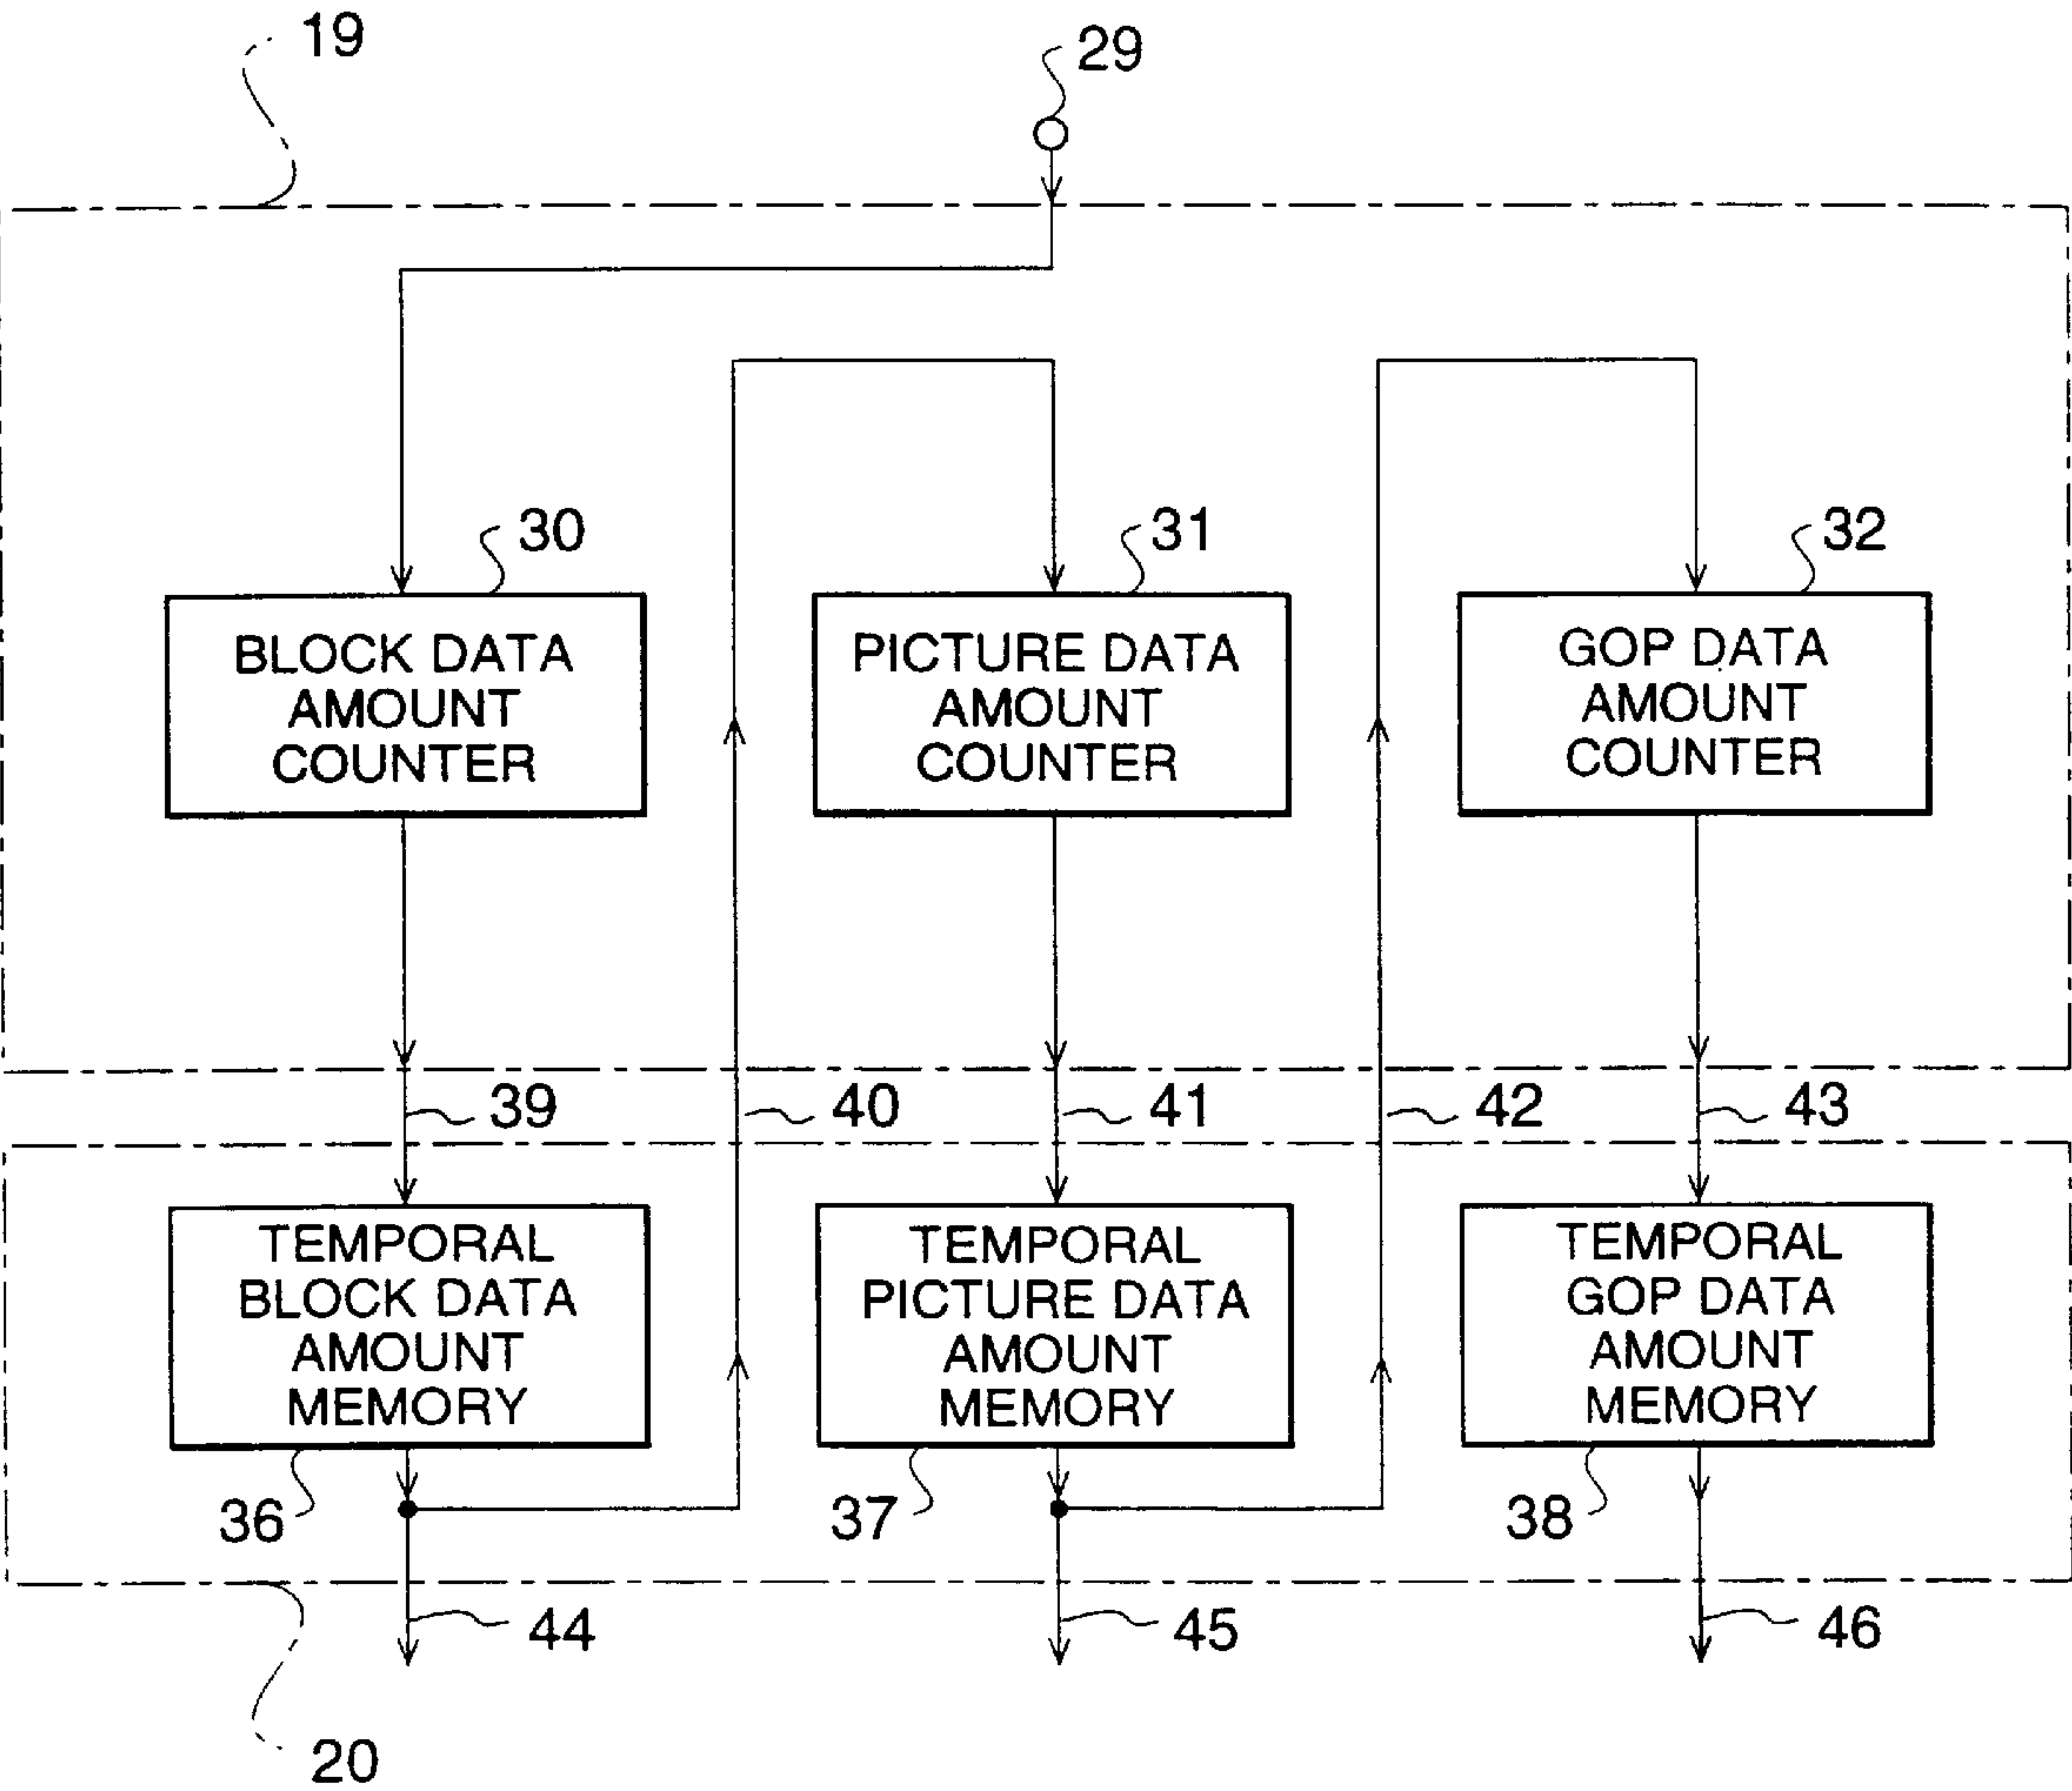 19
29
30
31
32
BLOCK DATA
AMOUNT
COUNTER
PICTURE DATA
AMOUNT
COUNTER
GOP DATA
AMOUNT
COUNTER
39
40
41
42
43
TEMPORAL
BLOCK DATA
AMOUNT
MEMORY
TEMPORAL
PICTURE DATA
AMOUNT
MEMORY
TEMPORAL
GOP DATA
AMOUNT
MEMORY
36
37
38
44
45
46
20